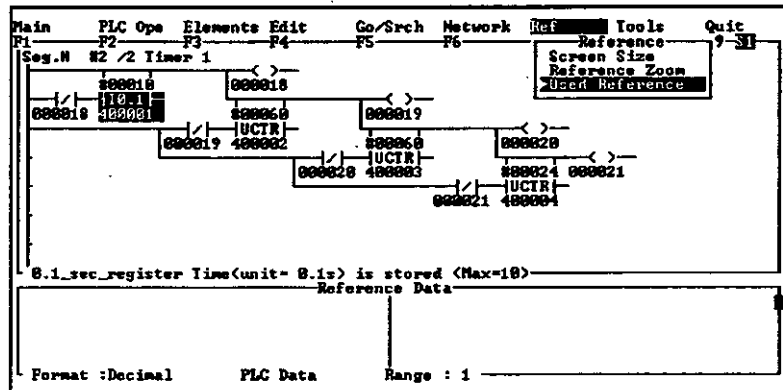 Main PLC Ope Elements Edit Go/Srch Network Ref Tools Quit
F1 F2 F3 F4 F5 F6 Reference 9 S1
Seg.N #2 /2 Timer 1
Screen Size
Reference Zoom
Used Reference
#00010 000018
T0.1
000018 400001 #00060 000019
UCTR
000019 400002 #00060 000020
UCTR
000020 400003 #00024 000021
UCTR
000021 400004
0.1_sec_register Time(unit= 0.1s) is stored (Max=10)
Reference Data
Format :Decimal PLC Data Range : 1